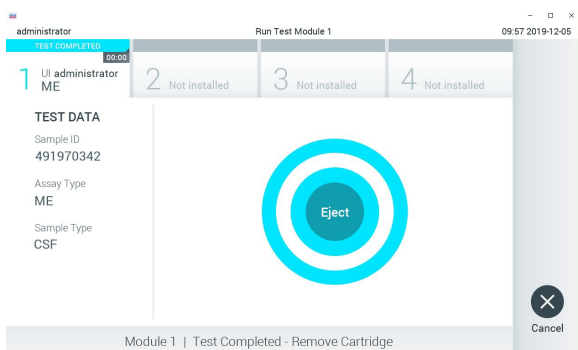 administrator Run Test Module 1 09:57 2019-12-05
TEST COMPLETED
00:00
1 UI administrator
ME
2 Not installed
3 Not installed
4 Not installed
TEST DATA
Sample ID
491970342
Assay Type
ME
Sample Type
CSF
Eject
Cancel
Module 1 | Test Completed - Remove Cartridge